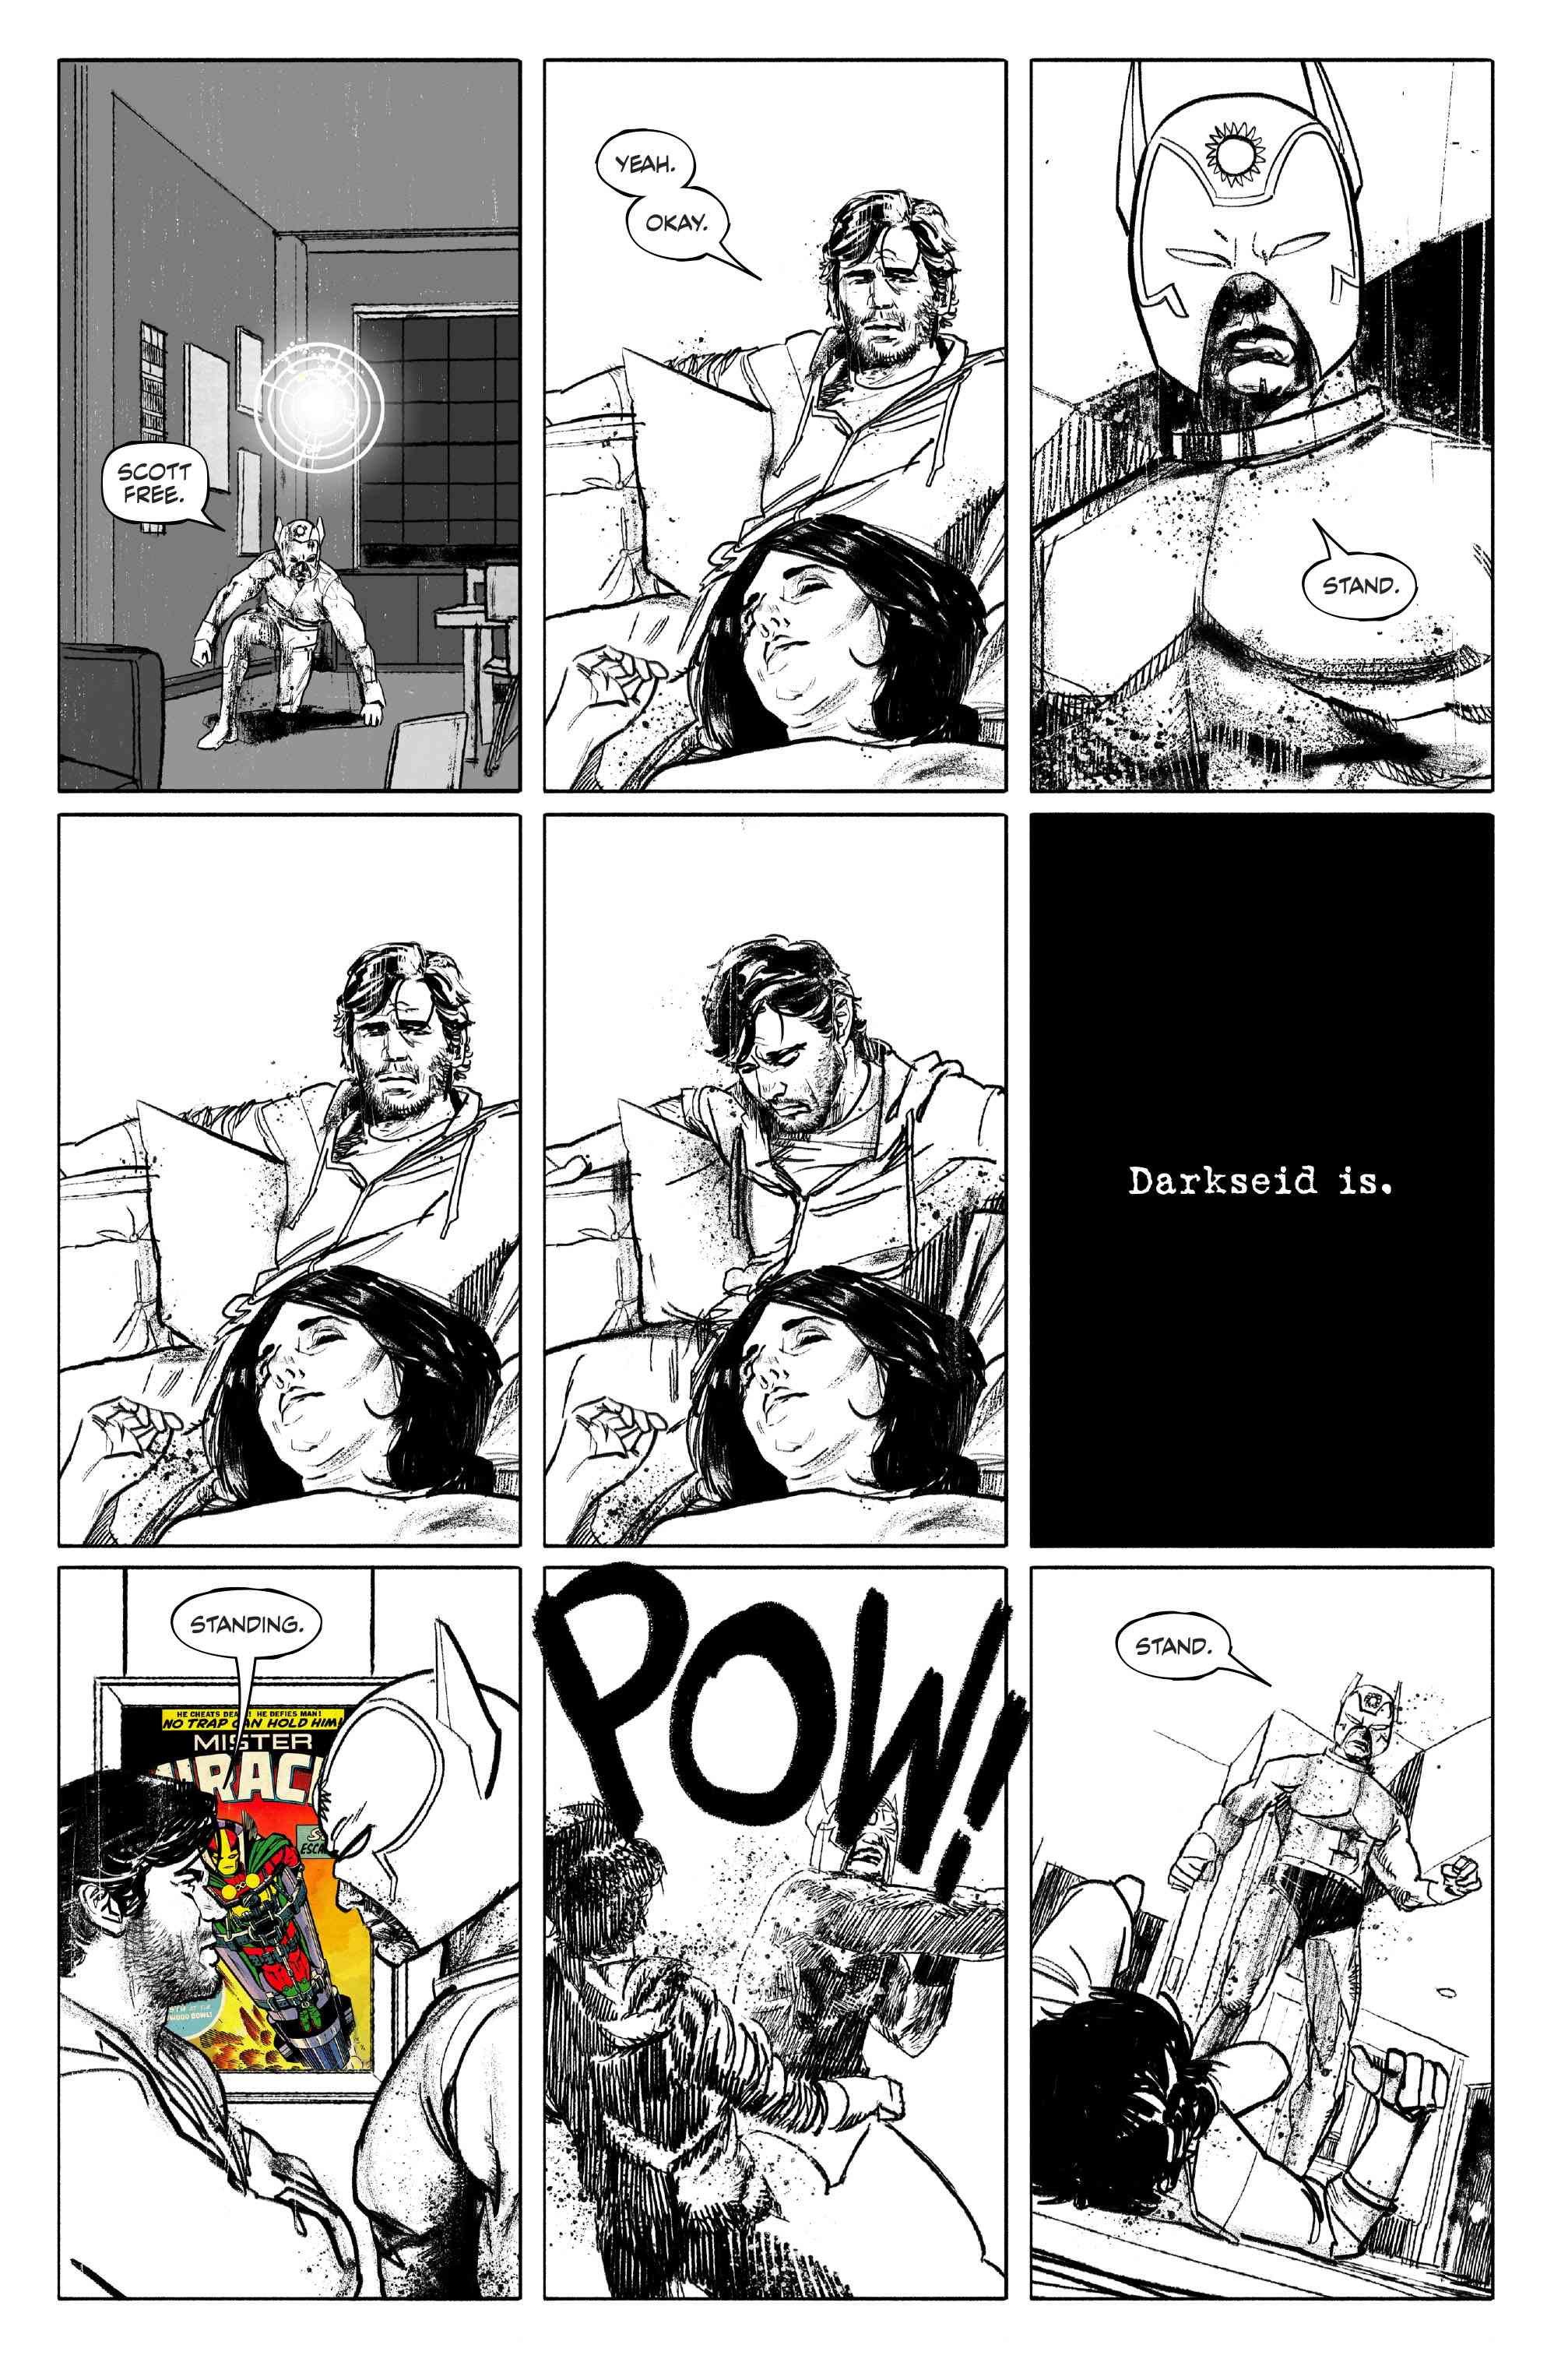 SCOTT
FREE.
YEAH.
OKAY.
STAND.
Darkseid is.
STANDING.
HE CHEATS DEATH! HE DEFIES MAN!
NO TRAP CAN HOLD HIM!
MISTER
POW!
STAND.